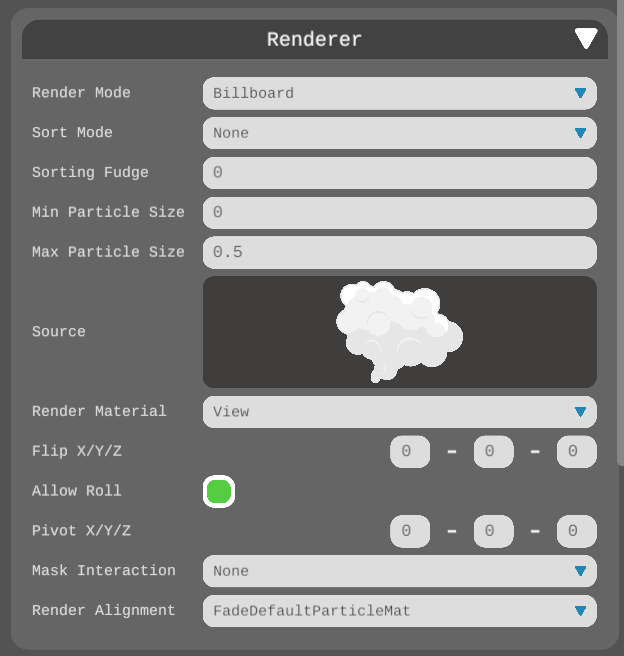 Renderer
Render Mode Billboard
Sort Mode None
Sorting Fudge 0
Min Particle Size 0
Max Particle Size 0.5
Source
Render Material View
Flip X/Y/Z 0 - 0 - 0
Allow Roll
Pivot X/Y/Z 0 - 0 - 0
Mask Interaction None
Render Alignment FadeDefaultParticleMat